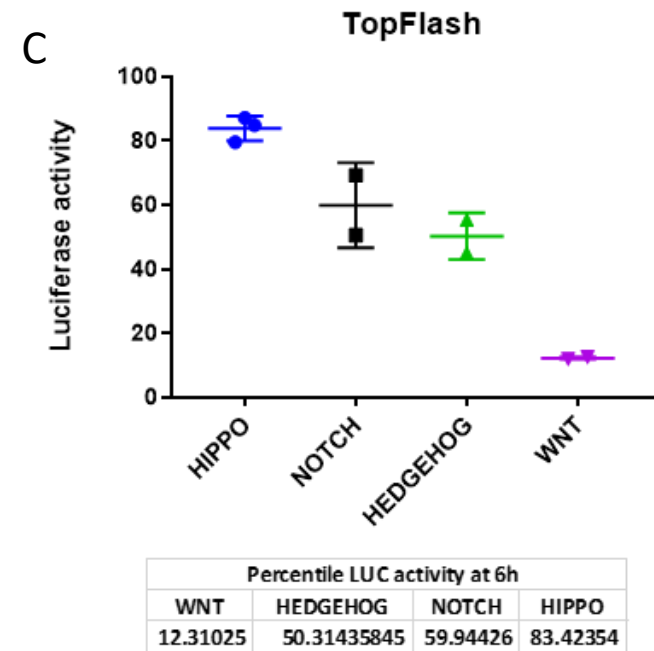 C
TopFlash
Luciferase activity
100
80
60
40
20
0
HIPPO
NOTCH
HEDGEHOG
WNT
Percentile LUC activity at 6h
WNT HEDGEHOG NOTCH HIPPO
12.31025 50.31435845 59.94426 83.42354